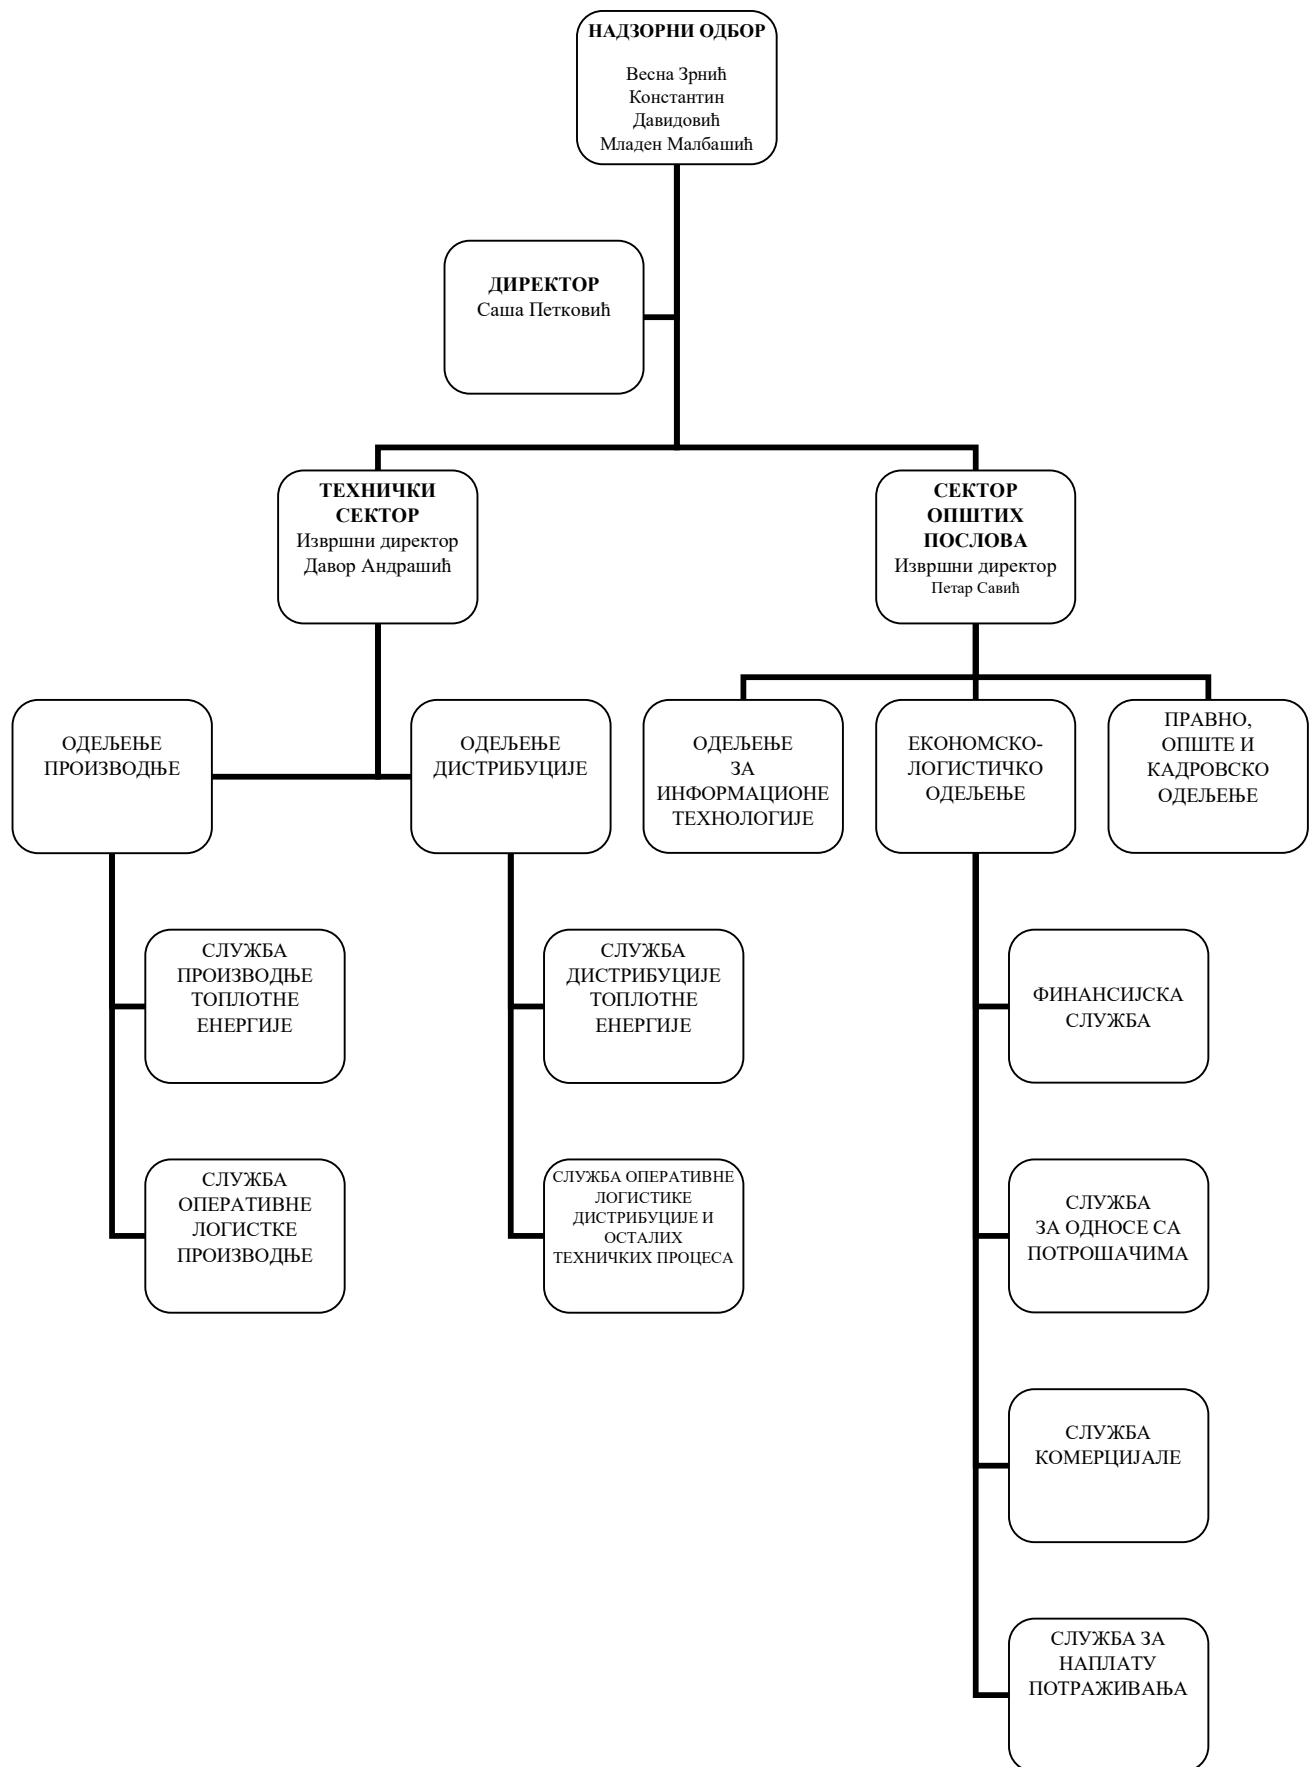 НАДЗОРНИ ОДБОР
Весна Зрнић
Константин
Давидовић
Младен Малбашић
ДИРЕКТОР
Саша Петковић
ТЕХНИЧКИ
СЕКТОР
Извршни директор
Давор Андрашић
СЕКТОР
ОПШТИХ
ПОСЛОВА
Извршни директор
Петар Савић
ОДЕЉЕЊЕ
ПРОИЗВОДЊЕ
ОДЕЉЕЊЕ
ДИСТРИБУЦИЈЕ
ОДЕЉЕЊЕ
ЗА
ИНФОРМАЦИОНЕ
ТЕХНОЛОГИЈЕ
ЕКОНОМСКО-
ЛОГИСТИЧКО
ОДЕЉЕЊЕ
ПРАВНО,
ОПШТЕ И
КАДРОВСКО
ОДЕЉЕЊЕ
СЛУЖБА
ПРОИЗВОДЊЕ
ТОПЛОТНЕ
ЕНЕРГИЈЕ
СЛУЖБА
ДИСТРИБУЦИЈЕ
ТОПЛОТНЕ
ЕНЕРГИЈЕ
ФИНАНСИЈСКА
СЛУЖБА
СЛУЖБА
ОПЕРАТИВНЕ
ЛОГИСТКЕ
ПРОИЗВОДЊЕ
СЛУЖБА ОПЕРАТИВНЕ
ЛОГИСТИКЕ
ДИСТРИБУЦИЈЕ И
ОСТАЛИХ
ТЕХНИЧКИХ ПРОЦЕСА
СЛУЖБА
ЗА ОДНОСЕ СА
ПОТРОШАЧИМА
СЛУЖБА
КОМЕРЦИЈАЛЕ
СЛУЖБА ЗА
НАПЛАТУ
ПОТРАЖИВАЊА